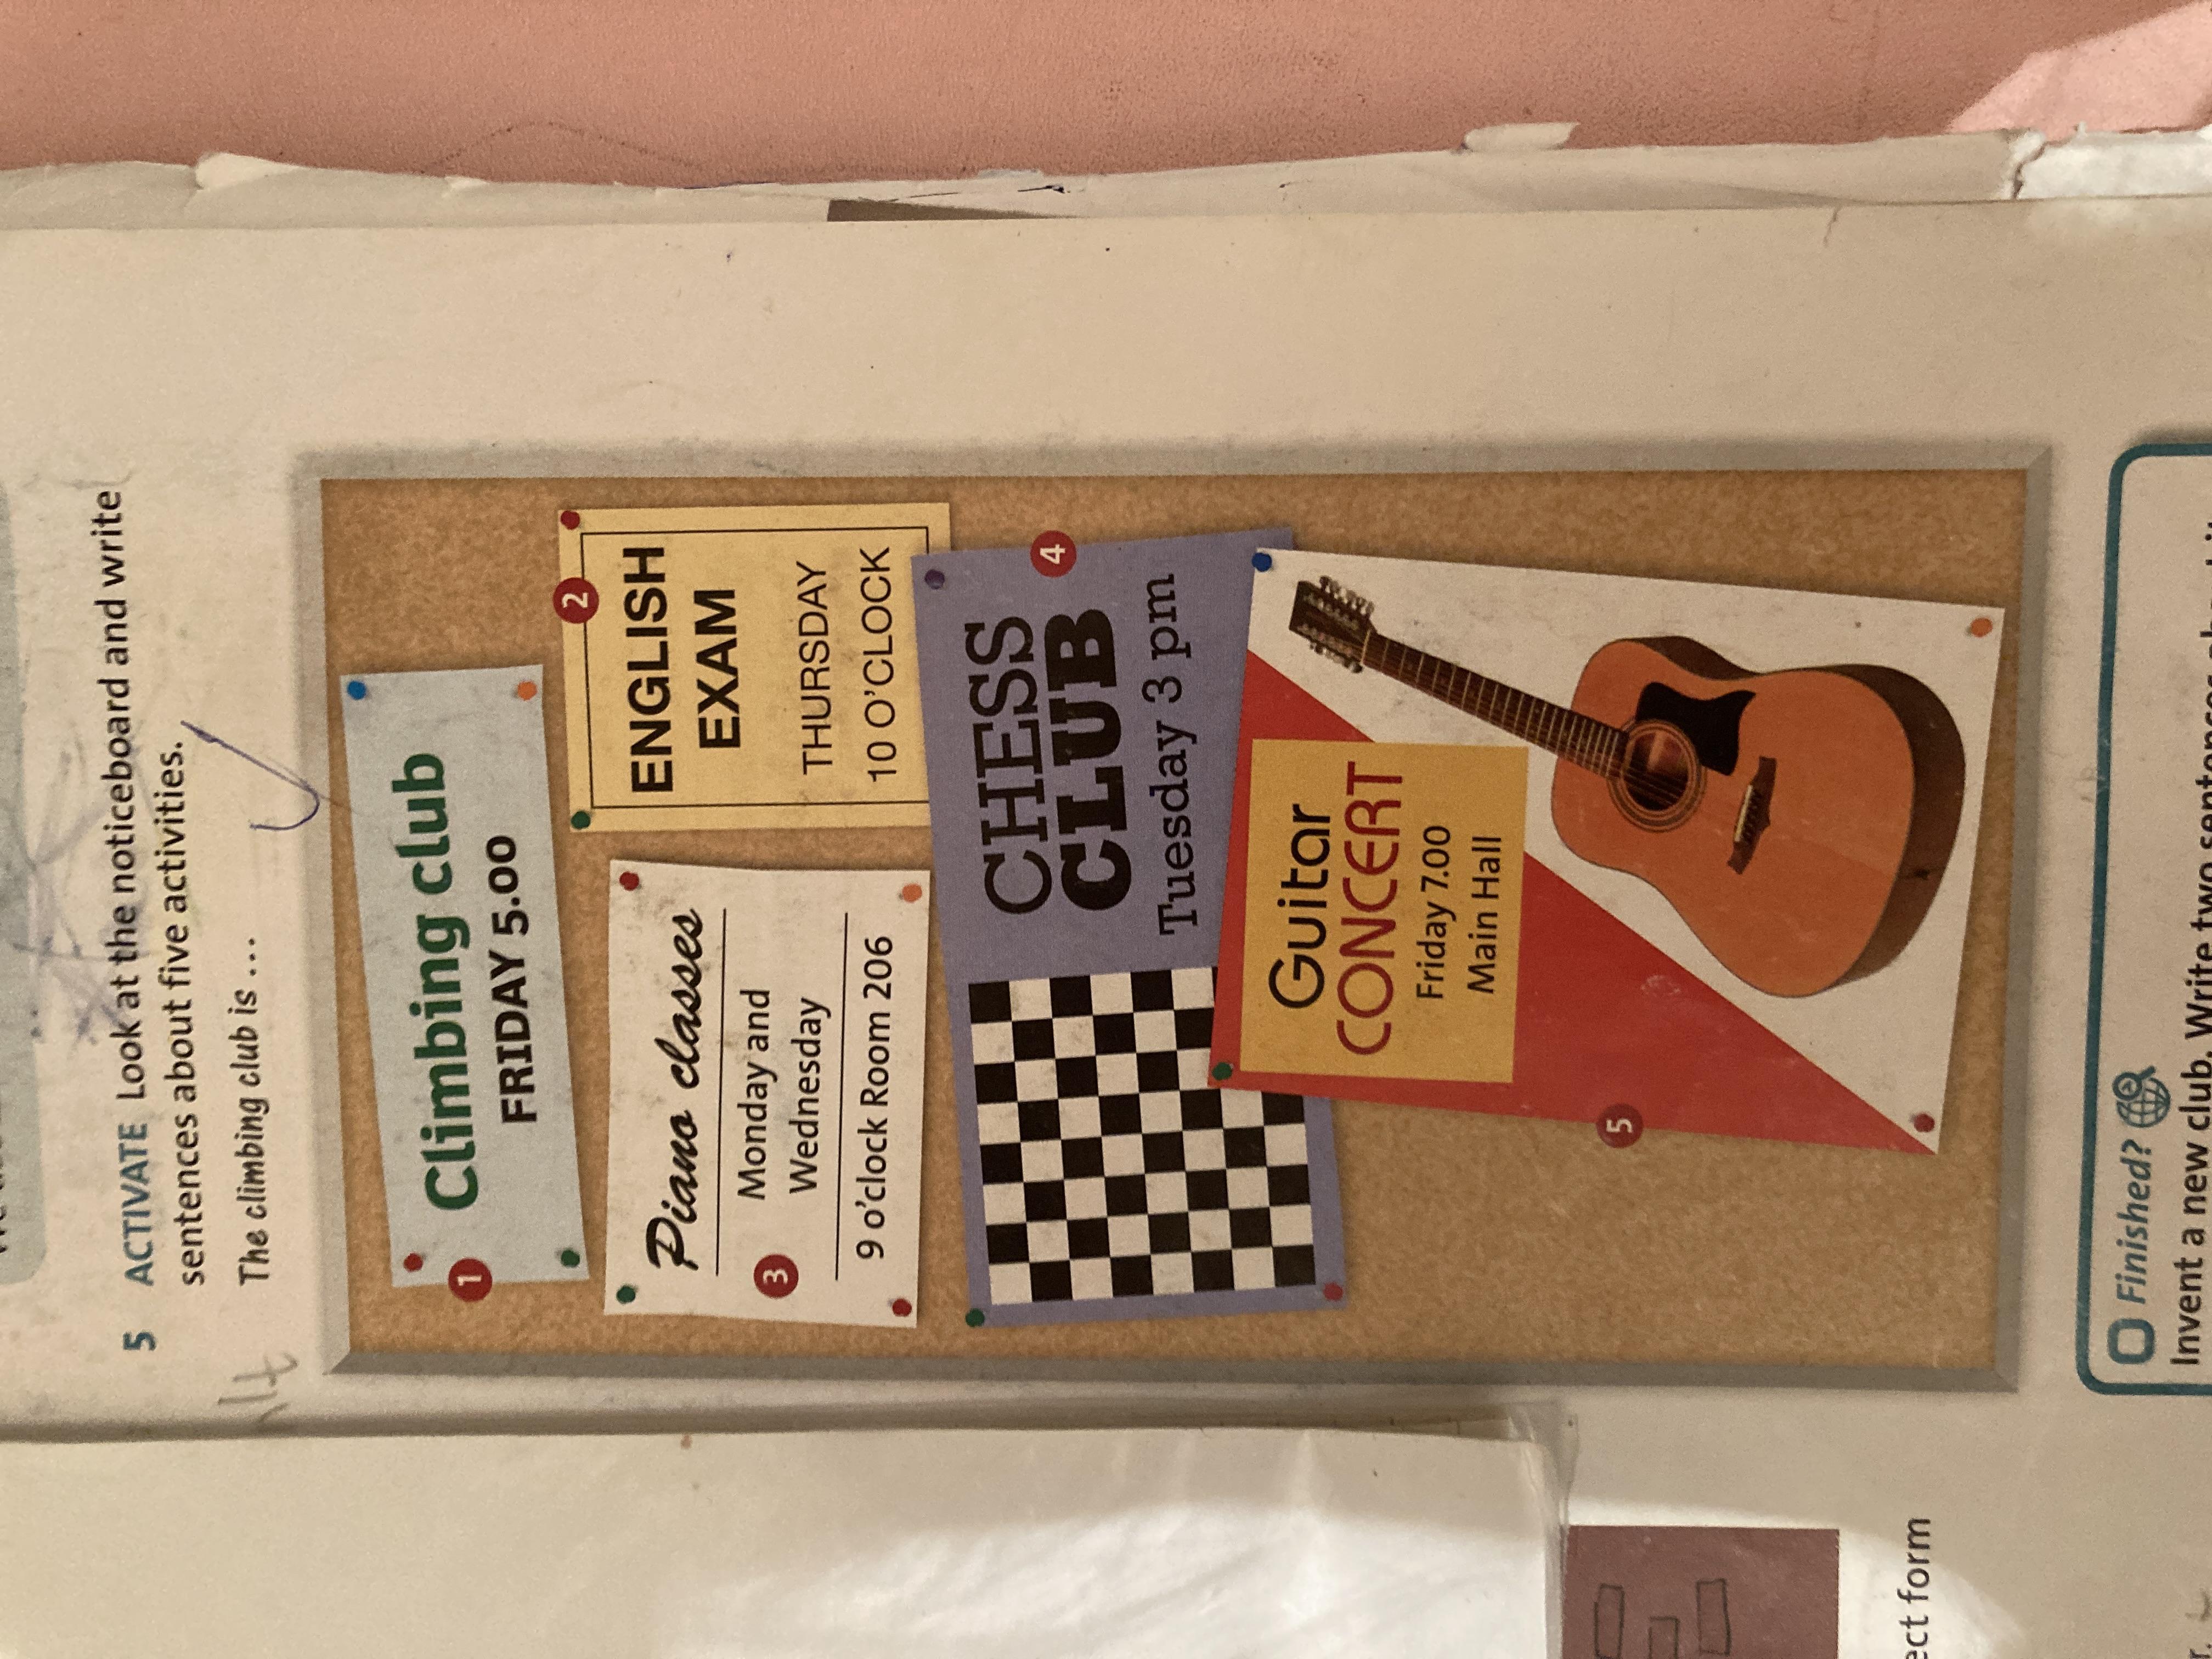 5 ACTIVATE Look at the noticeboard and write
sentences about five activities.
The climbing club is ...
1
Climbing club
FRIDAY 5.00
2
ENGLISH
EXAM
THURSDAY
10 O'CLOCK
3
Piano classes
Monday and
Wednesday
9 o'clock Room 206
4
CHESS
CLUB
Tuesday 3 pm
5
Guitar
CONCERT
Friday 7.00
Main Hall
Finished?
Invent a new club. Write two sentences
ect form